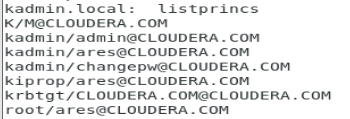 kadmin.local:  listprincs
K/M@CLOUDERA.COM
kadmin/admin@CLOUDERA.COM
kadmin/ares@CLOUDERA.COM
kadmin/changepw@CLOUDERA.COM
kiprop/ares@CLOUDERA.COM
krbtgt/CLOUDERA.COM@CLOUDERA.COM
root/ares@CLOUDERA.COM